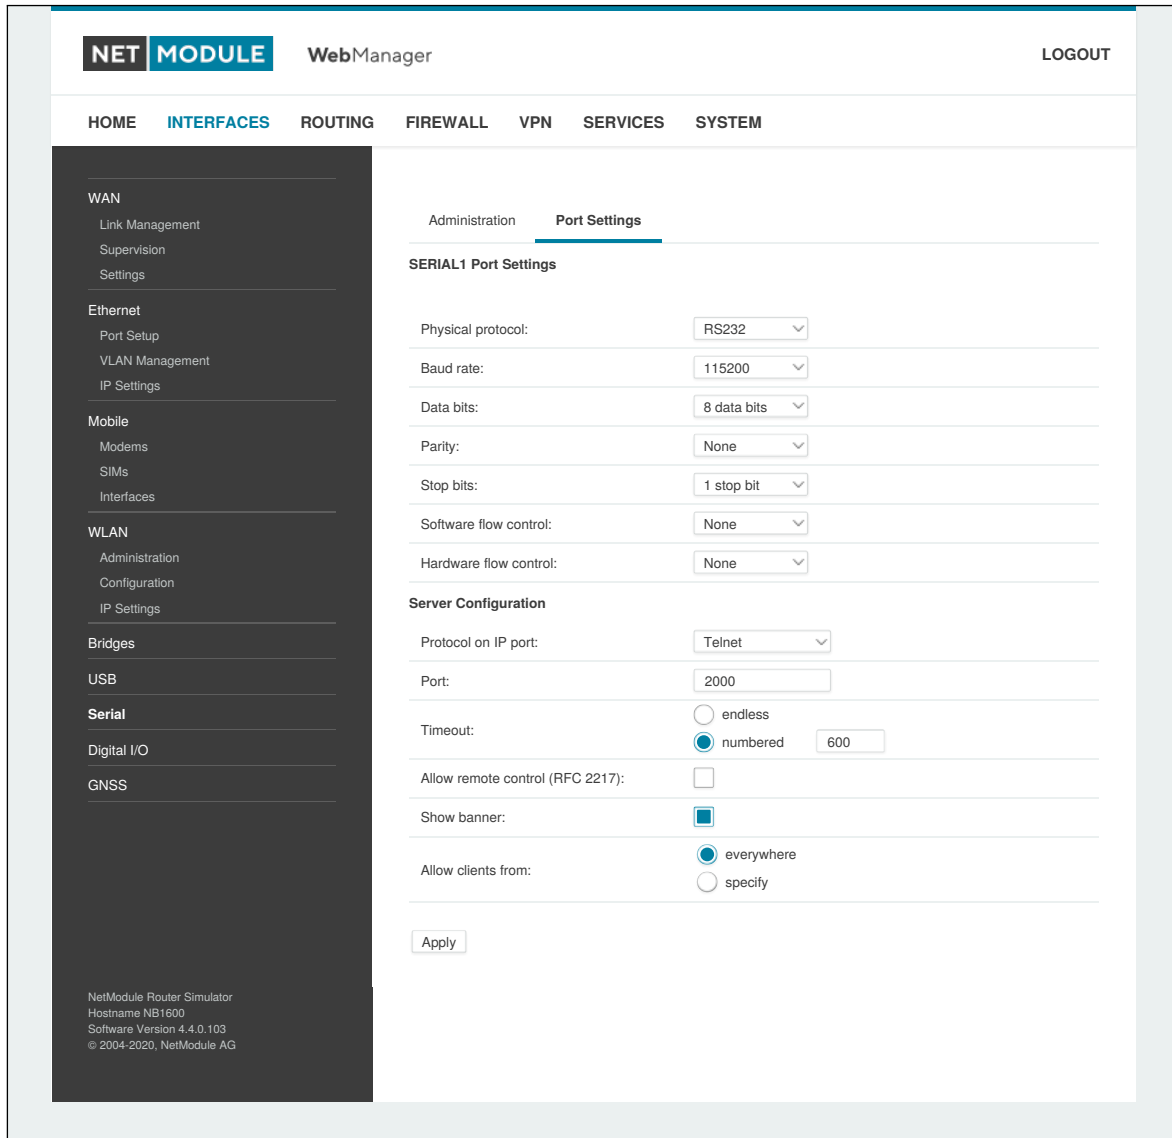 NET MODULE WebManager LOGOUT
HOME INTERFACES ROUTING FIREWALL VPN SERVICES SYSTEM
WAN
Link Management
Supervision
Settings
Ethernet
Port Setup
VLAN Management
IP Settings
Mobile
Modems
SIMs
Interfaces
WLAN
Administration
Configuration
IP Settings
Bridges
USB
Serial
Digital I/O
GNSS
NetModule Router Simulator
Hostname NB1600
Software Version 4.4.0.103
© 2004-2020, NetModule AG
Administration Port Settings
SERIAL1 Port Settings
Physical protocol: RS232
Baud rate: 115200
Data bits: 8 data bits
Parity: None
Stop bits: 1 stop bit
Software flow control: None
Hardware flow control: None
Server Configuration
Protocol on IP port: Telnet
Port: 2000
Timeout:
endless
numbered 600
Allow remote control (RFC 2217):
Show banner:
Allow clients from:
everywhere
specify
Apply